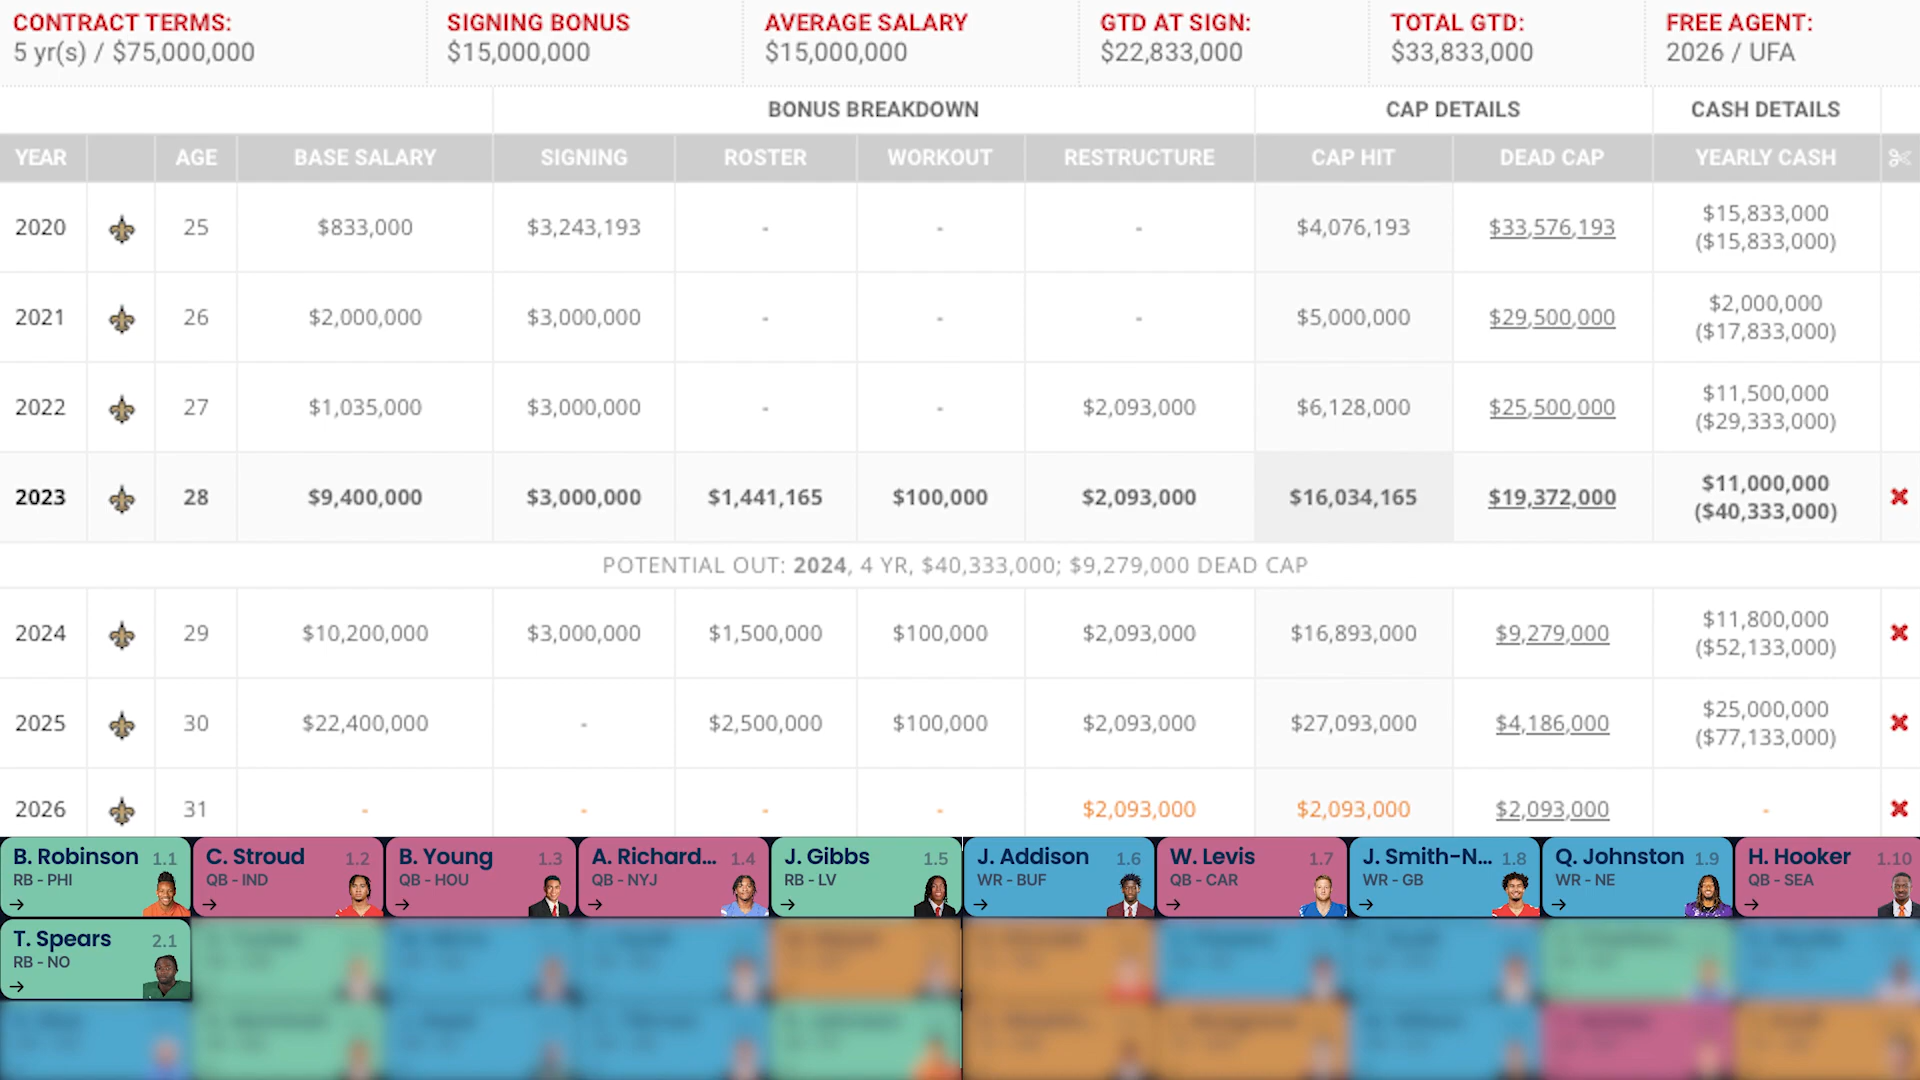 CONTRACT TERMS: SIGNING BONUS AVERAGE SALARY GTD AT SIGN: TOTAL GTD: FREE AGENT:
5 yr(s) / $75,000,000 $15,000,000 $15,000,000 $22,833,000 $33,833,000 2026 / UFA
BONUS BREAKDOWN CAP DETAILS CASH DETAILS
YEAR AGE BASE SALARY SIGNING ROSTER WORKOUT RESTRUCTURE CAP HIT DEAD CAP YEARLY CASH
2020 25 $833,000 $3,243,193 - - - $4,076,193 $33,576,193 $15,833,000
($15,833,000)
2021 26 $2,000,000 $3,000,000 - - - $5,000,000 $29,500,000 $2,000,000
($17,833,000)
2022 27 $1,035,000 $3,000,000 - - $2,093,000 $6,128,000 $25,500,000 $11,500,000
($29,333,000)
2023 28 $9,400,000 $3,000,000 $1,441,165 $100,000 $2,093,000 $16,034,165 $19,372,000 $11,000,000
($40,333,000)
POTENTIAL OUT: 2024, 4 YR, $40,333,000; $9,279,000 DEAD CAP
2024 29 $10,200,000 $3,000,000 $1,500,000 $100,000 $2,093,000 $16,893,000 $9,279,000 $11,800,000
($52,133,000)
2025 30 $22,400,000 - $2,500,000 $100,000 $2,093,000 $27,093,000 $4,186,000 $25,000,000
($77,133,000)
2026 31 - - - - $2,093,000 $2,093,000 $2,093,000 -
B. Robinson 1.1 C. Stroud 1.2 B. Young 1.3 A. Richard... 1.4 J. Gibbs 1.5 J. Addison 1.6 W. Levis 1.7 J. Smith-N... 1.8 Q. Johnston 1.9 H. Hooker 1.10
RB - PHI QB - IND QB - HOU QB - NYJ RB - LV WR - BUF QB - CAR WR - GB WR - NE QB - SEA
T. Spears 2.1
RB - NO